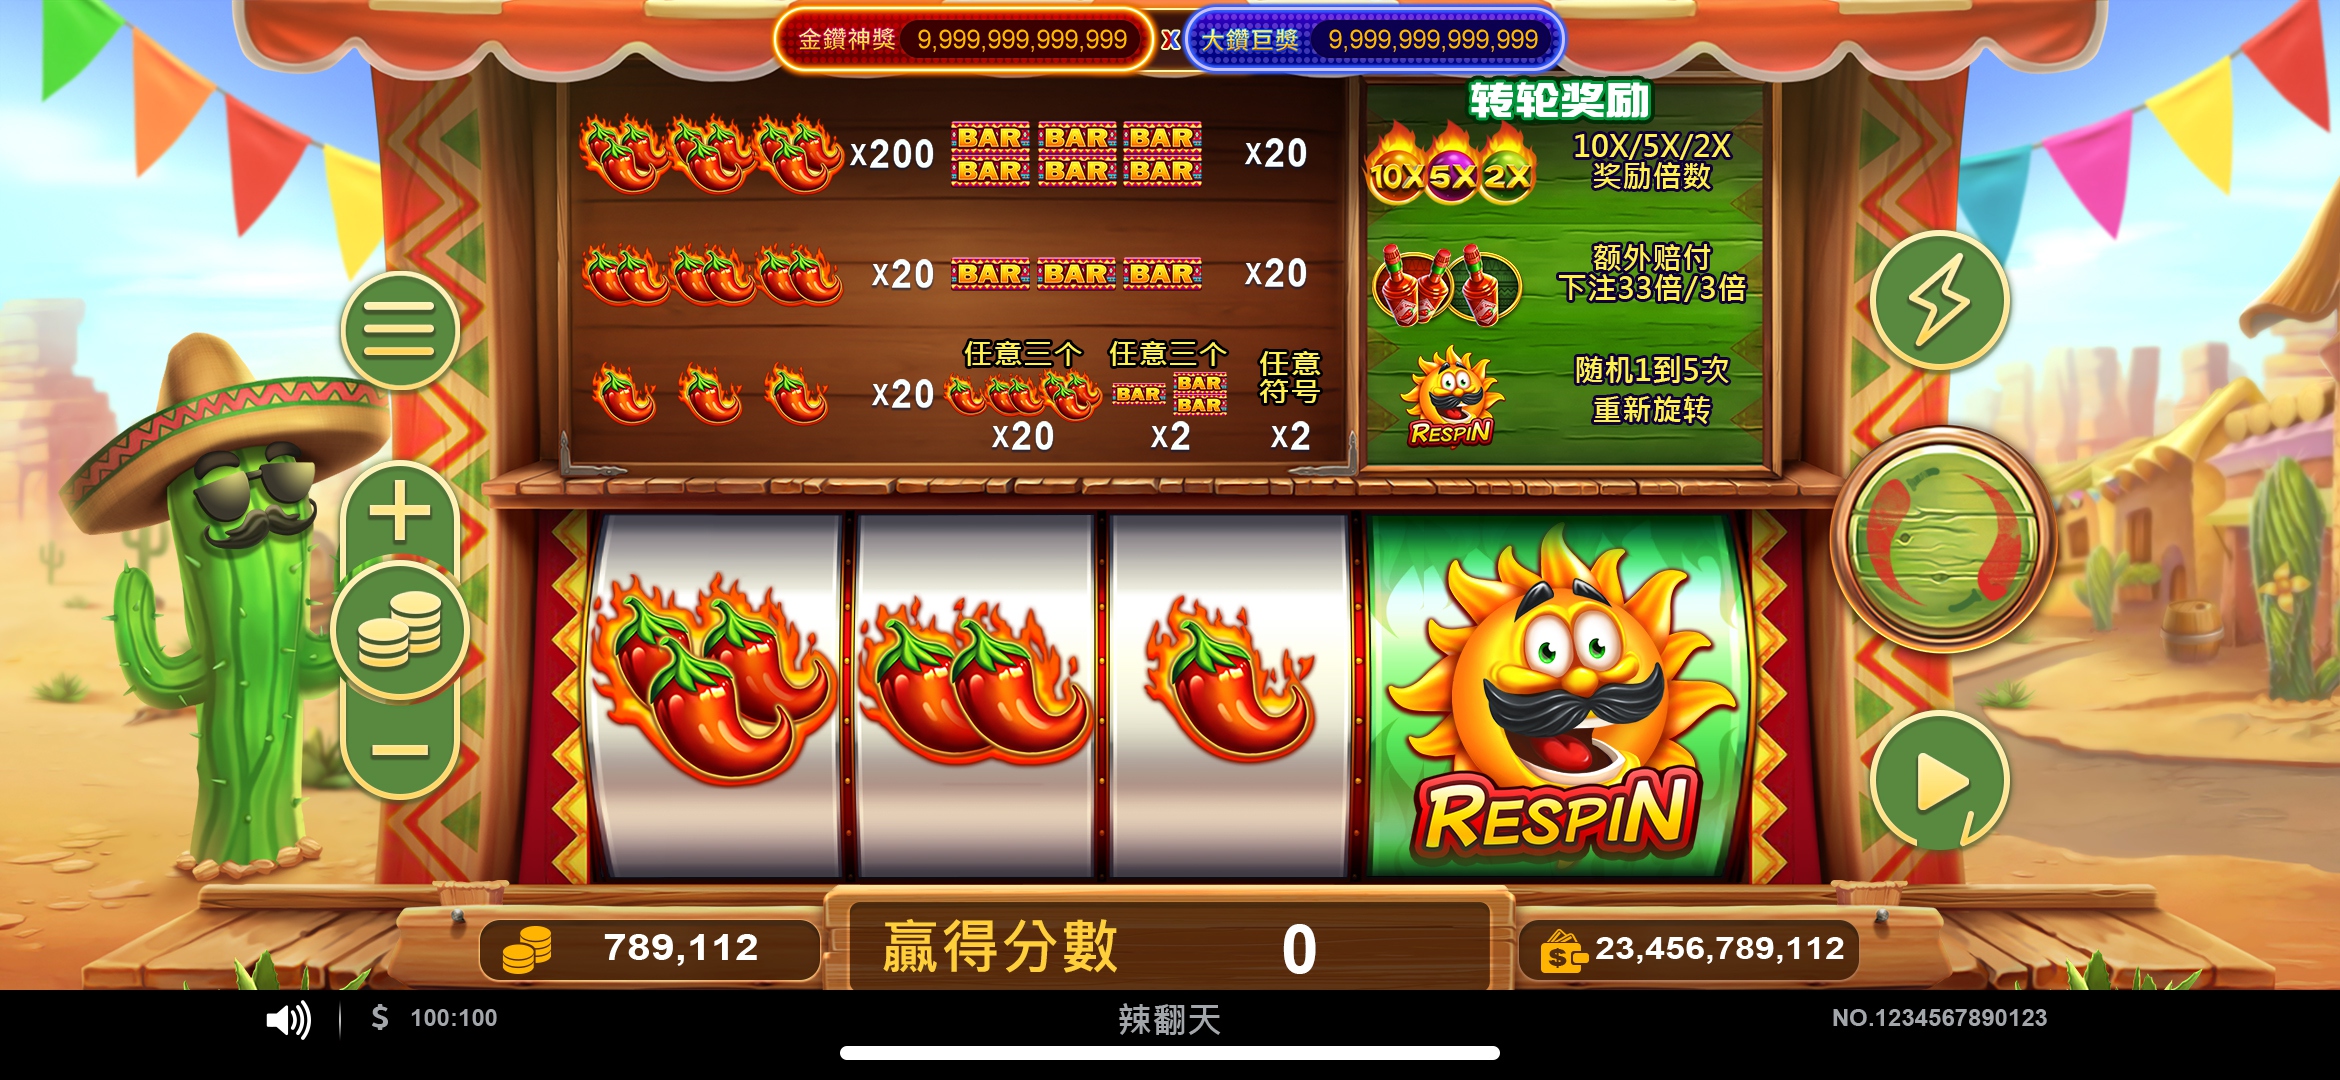 金鑽神獎 9,999,999,999,999 X 大鑽巨獎 9,999,999,999,999
转轮奖励
x200
BAR BAR BAR
BAR BAR BAR
x20
10X 5X 2X
10X/5X/2X
奖励倍数
x20
BAR BAR BAR
x20
额外赔付
下注33倍/3倍
x20
任意三个
x20
任意三个
BAR BAR
BAR
x2
任意
符号
x2
RESPIN
随机1到5次
重新旋转
RESPIN
789,112
贏得分數 0
$ 23,456,789,112
$ 100:100
辣翻天
NO.1234567890123